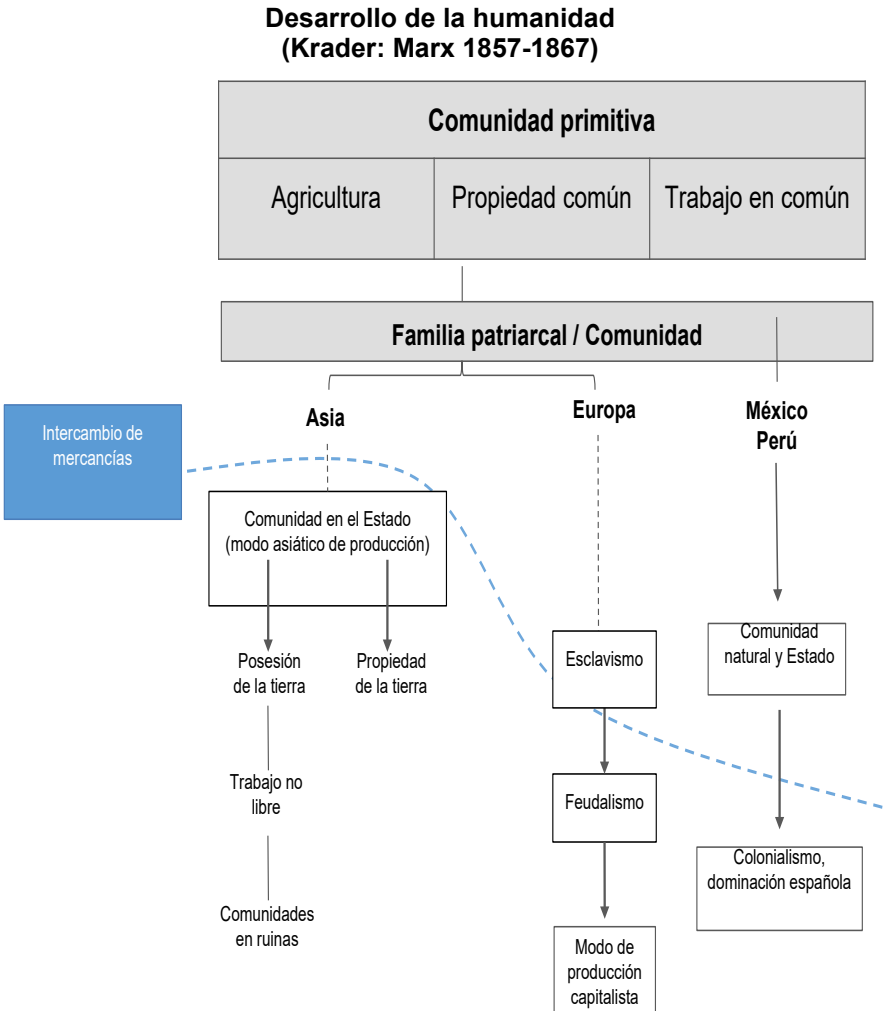 Desarrollo de la humanidad
(Krader: Marx 1857-1867)
Comunidad primitiva
Agricultura
Propiedad común
Trabajo en común
Familia patriarcal / Comunidad
Asia
Europa
México
Perú
Intercambio de
mercancías
Comunidad en el Estado
(modo asiático de producción)
Posesión
de la tierra
Propiedad
de la tierra
Esclavismo
Comunidad
natural y Estado
Trabajo no
libre
Feudalismo
Colonialismo,
dominación española
Comunidades
en ruinas
Modo de
producción
capitalista